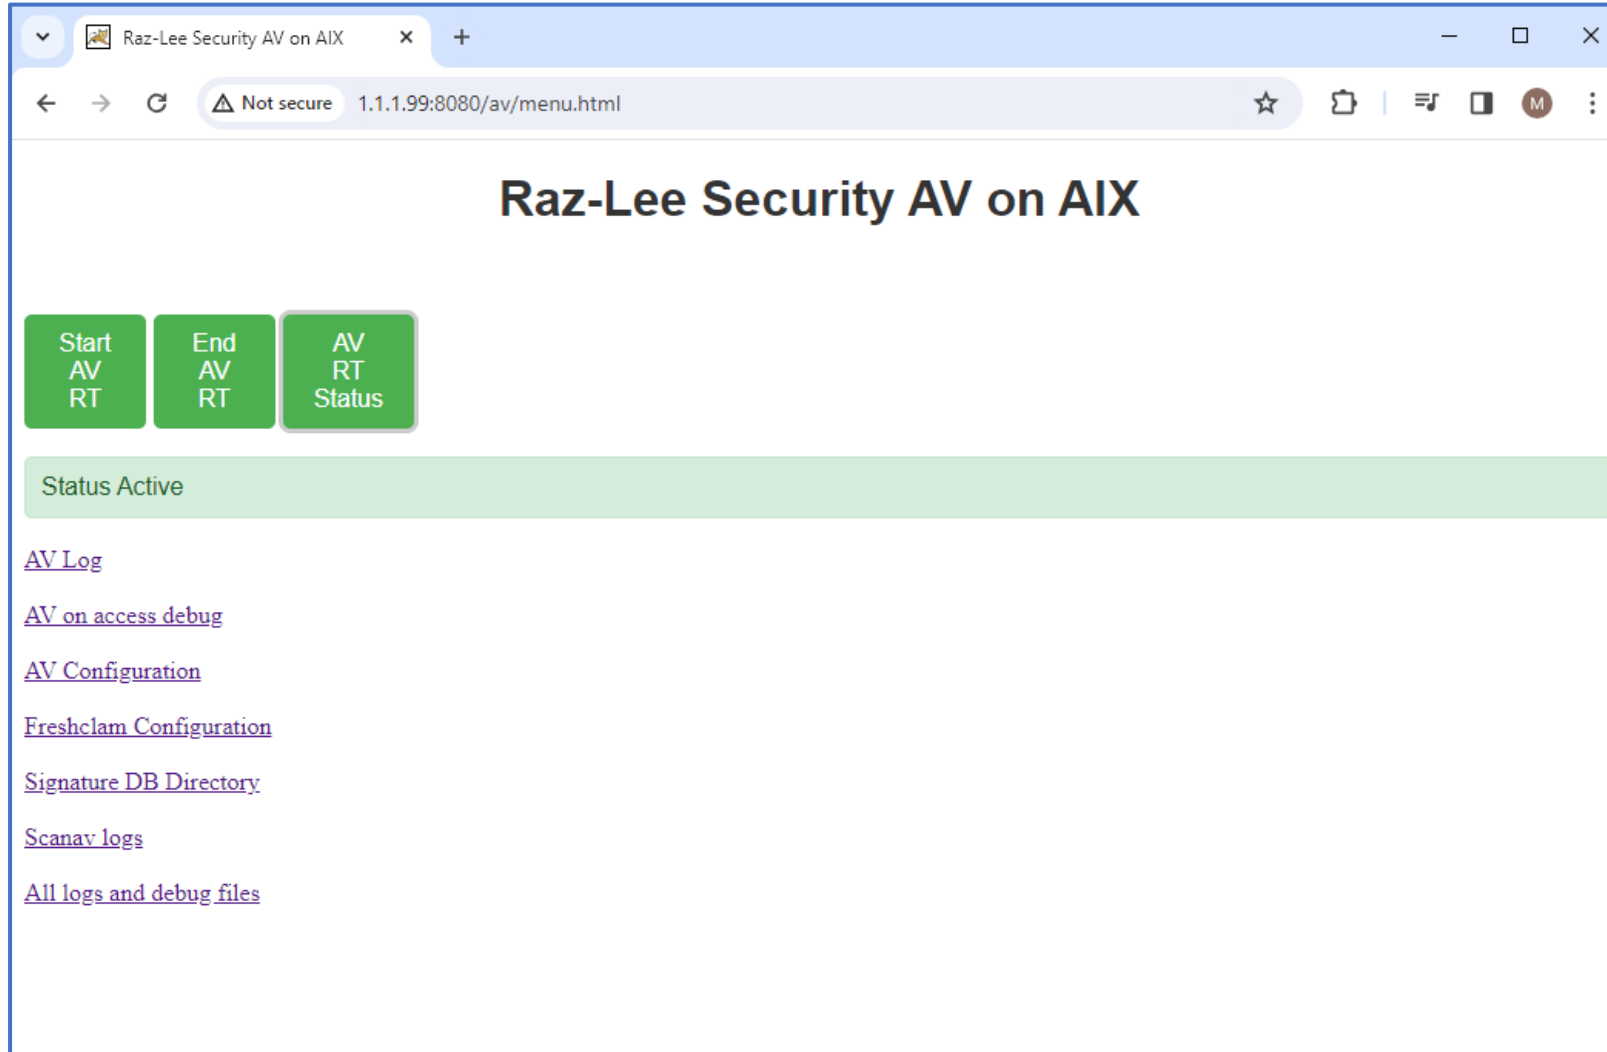 Raz-Lee Security AV on AIX
Not secure 1.1.1.99:8080/av/menu.html
M
Raz-Lee Security AV on AIX
Start
AV
RT
End
AV
RT
AV
RT
Status
Status Active
AV Log
AV on access debug
AV Configuration
Freshclam Configuration
Signature DB Directory
Scanav logs
All logs and debug files